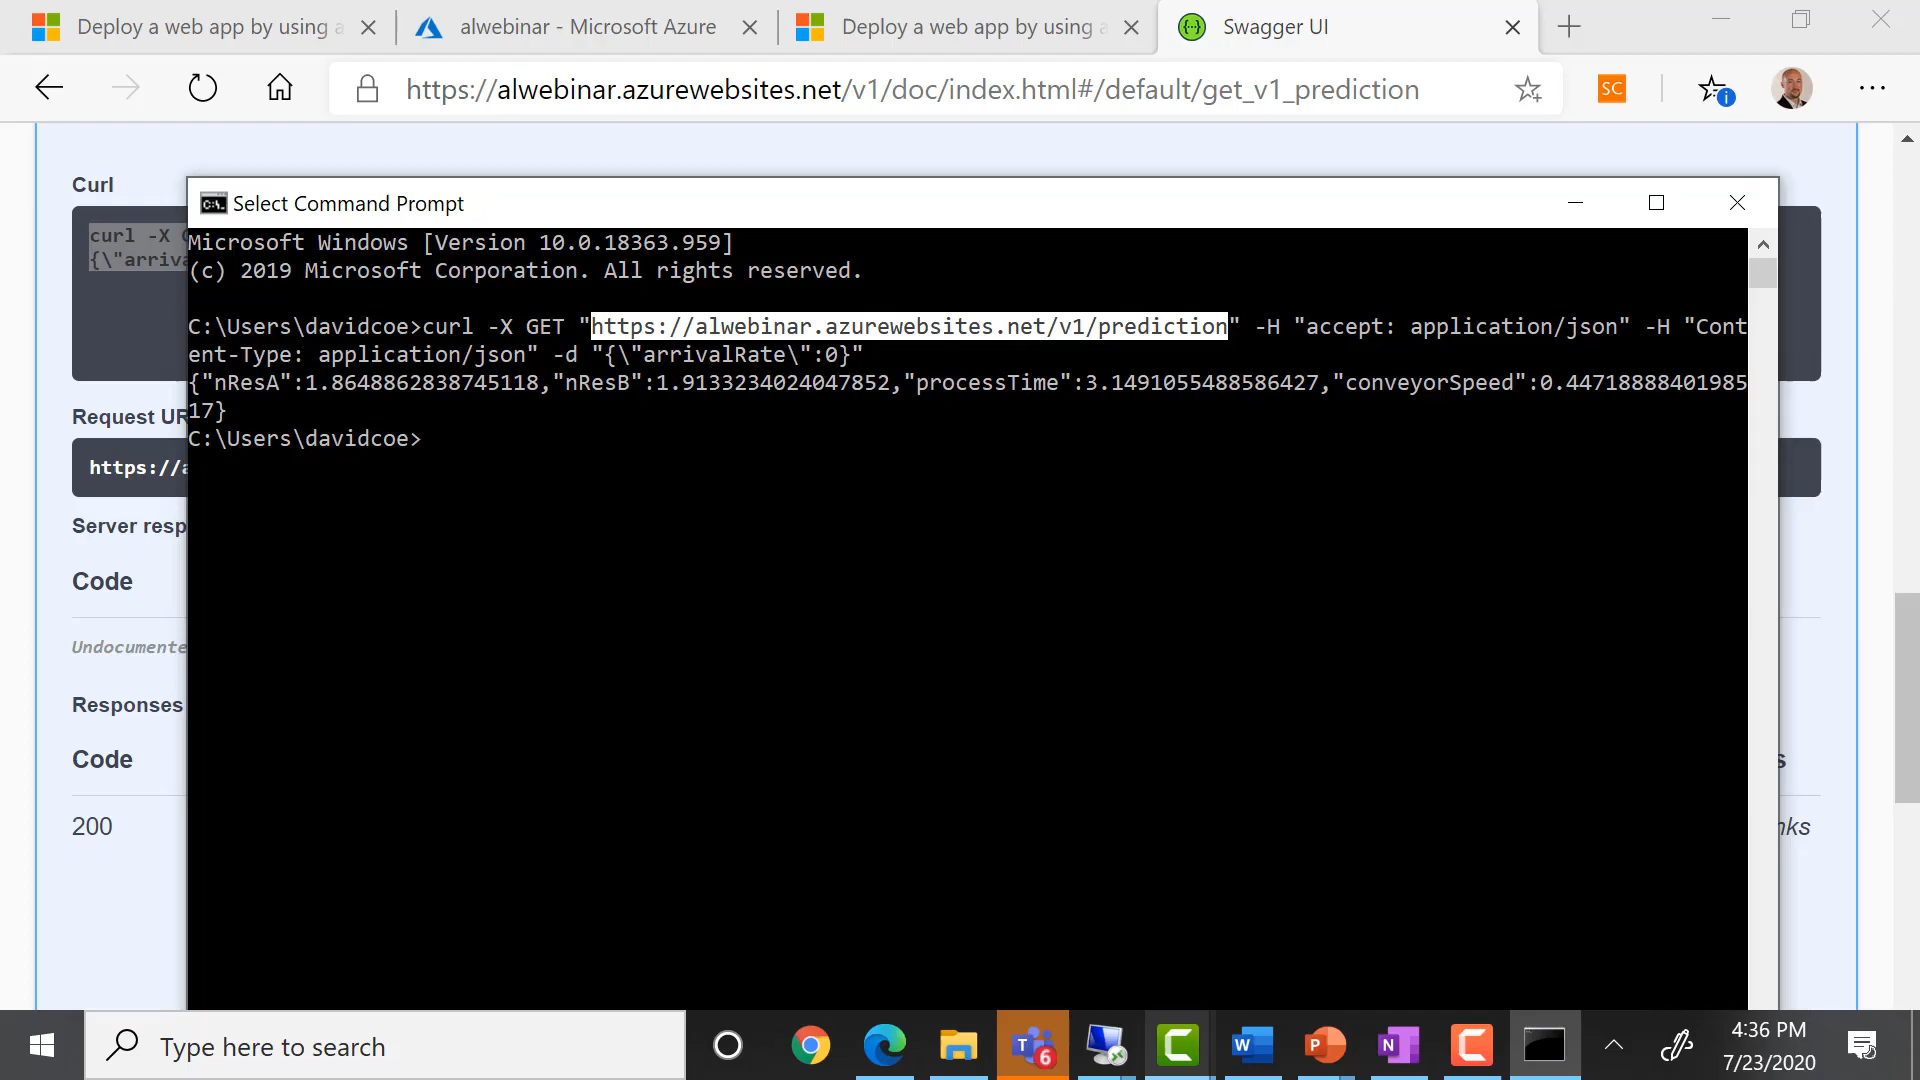 Deploy a web app by using a
alwebinar - Microsoft Azure
Deploy a web app by using a
Swagger UI
https://alwebinar.azurewebsites.net/v1/doc/index.html#/default/get_v1_prediction
SC
Curl
curl -X G
{\"arriva
Select Command Prompt
Microsoft Windows [Version 10.0.18363.959]
(c) 2019 Microsoft Corporation. All rights reserved.
C:\Users\davidcoe>curl -X GET "https://alwebinar.azurewebsites.net/v1/prediction" -H "accept: application/json" -H "Cont
ent-Type: application/json" -d "{\"arrivalRate\":0}"
{"nResA":1.8648862838745118,"nResB":1.9133234024047852,"processTime":3.1491055488586427,"conveyorSpeed":0.44718888401985
17}
C:\Users\davidcoe>
Request UR
https://a
Server resp
Code
Undocumente
Responses
Code
s
200
nks
Type here to search
6
4:36 PM
7/23/2020